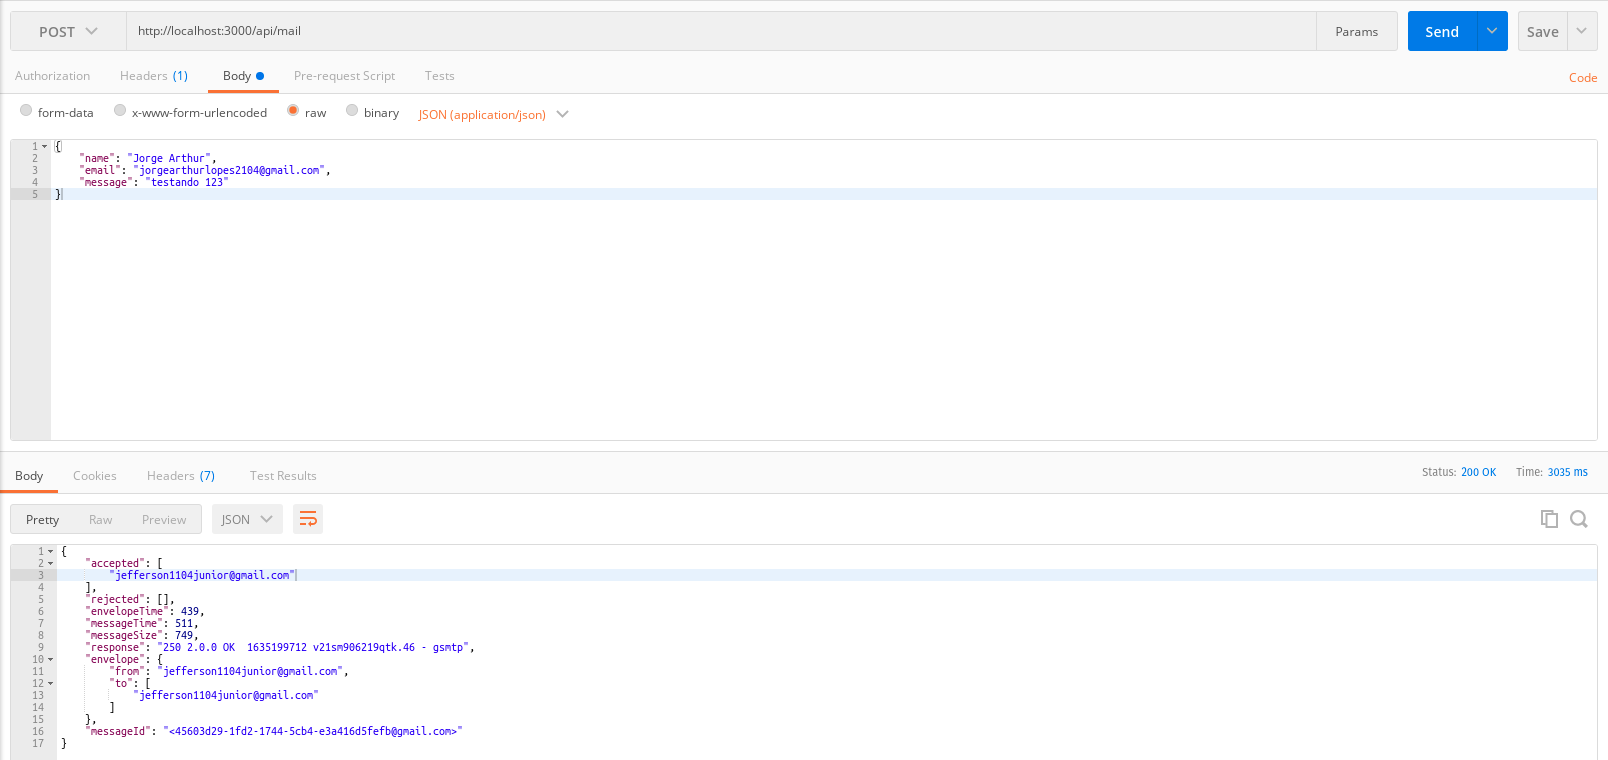 POST http://localhost:3000/api/mail Params Send Save
Authorization Headers (1) Body Pre-request Script Tests Code
form-data x-www-form-urlencoded raw binary JSON (application/json)
1 {
2 "name": "Jorge Arthur",
3 "email": "jorgearthurlopes2104@gmail.com",
4 "message": "testando 123"
5 }
Body Cookies Headers (7) Test Results Status: 200 OK Time: 3035 ms
Pretty Raw Preview JSON
1 {
2 "accepted": [
3 "jefferson1104junior@gmail.com"
4 ],
5 "rejected": [],
6 "envelopeTime": 439,
7 "messageTime": 511,
8 "messageSize": 749,
9 "response": "250 2.0.0 OK  1635199712 v21sm906219qtk.46 - gsmtp",
10 "envelope": {
11 "from": "jefferson1104junior@gmail.com",
12 "to": [
13 "jefferson1104junior@gmail.com"
14 ]
15 },
16 "messageId": "<45603d29-1fd2-1744-5cb4-e3a416d5fefb@gmail.com>"
17 }